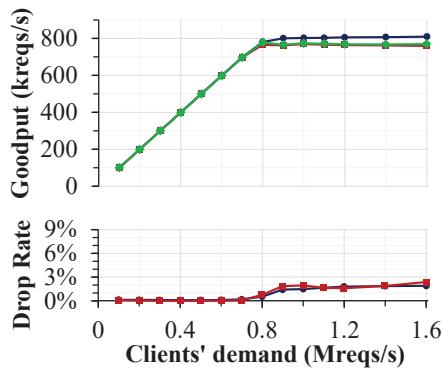 Goodput (kreqs/s)
800
600
400
200
0
Drop Rate
9%
6%
3%
0%
0 0.4 0.8 1.2 1.6
Clients' demand (Mreqs/s)